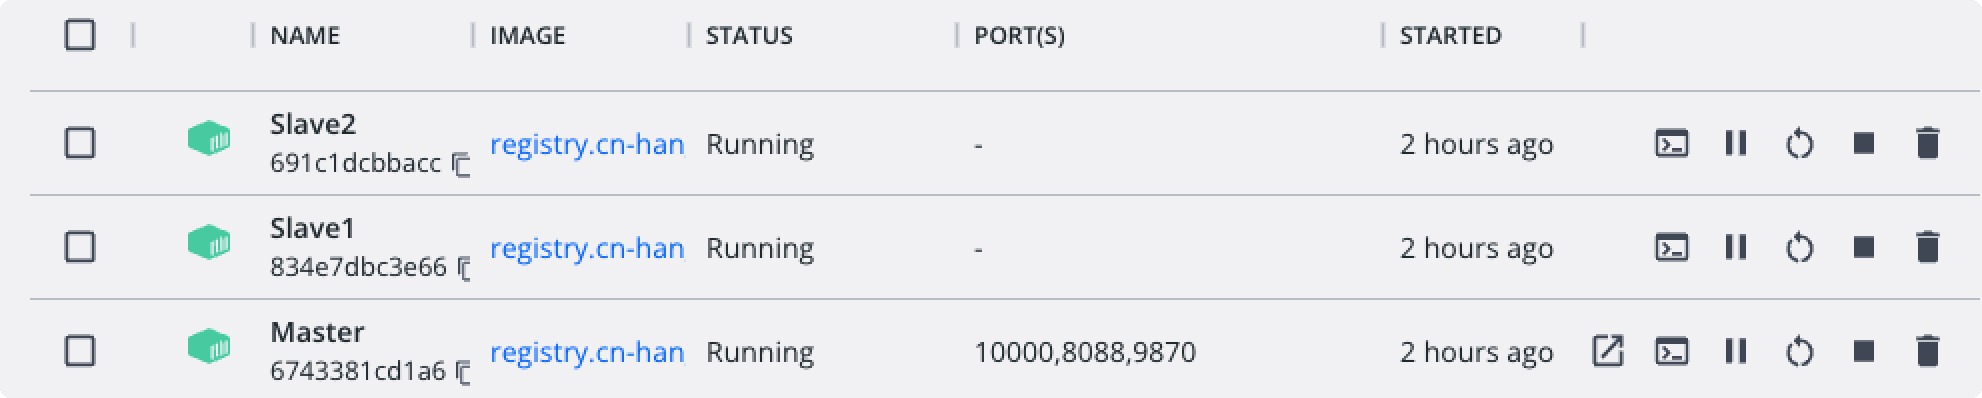 NAME IMAGE STATUS PORT(S) STARTED
Slave2
691c1dcbbacc registry.cn-han Running - 2 hours ago
Slave1
834e7dbc3e66 registry.cn-han Running - 2 hours ago
Master
6743381cd1a6 registry.cn-han Running 10000,8088,9870 2 hours ago